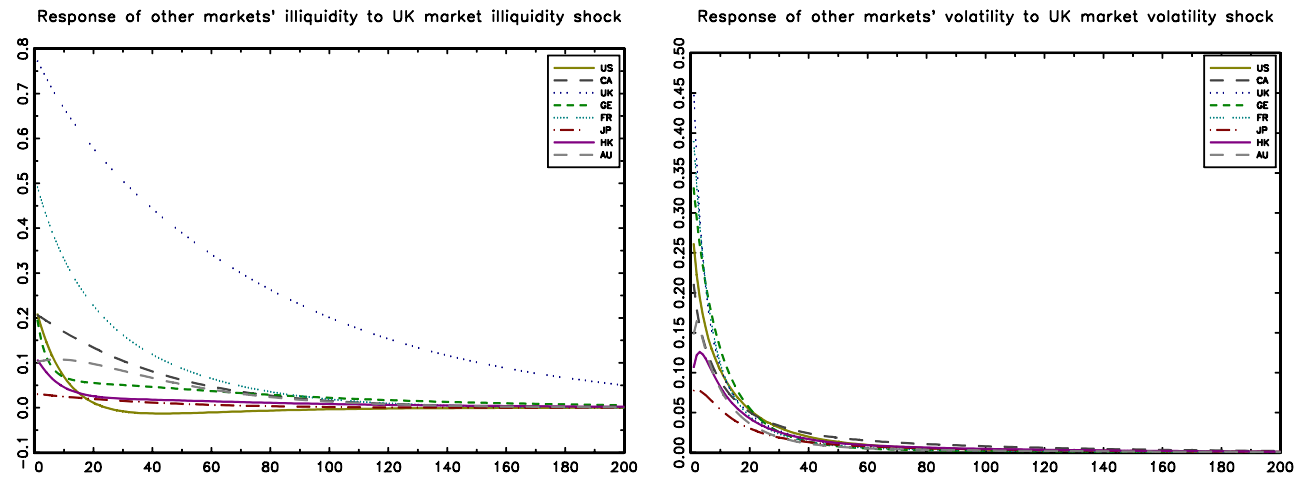 Response of other markets' illiquidity to UK market illiquidity shock
0.8
0.7
0.6
0.5
0.4
0.3
0.2
0.1
0.0
-0.1
0 20 40 60 80 100 120 140 160 180 200
US
CA
UK
GE
FR
JP
HK
AU
Response of other markets' volatility to UK market volatility shock
0.50
0.45
0.40
0.35
0.30
0.25
0.20
0.15
0.10
0.05
0.00
0 20 40 60 80 100 120 140 160 180 200
US
CA
UK
GE
FR
JP
HK
AU